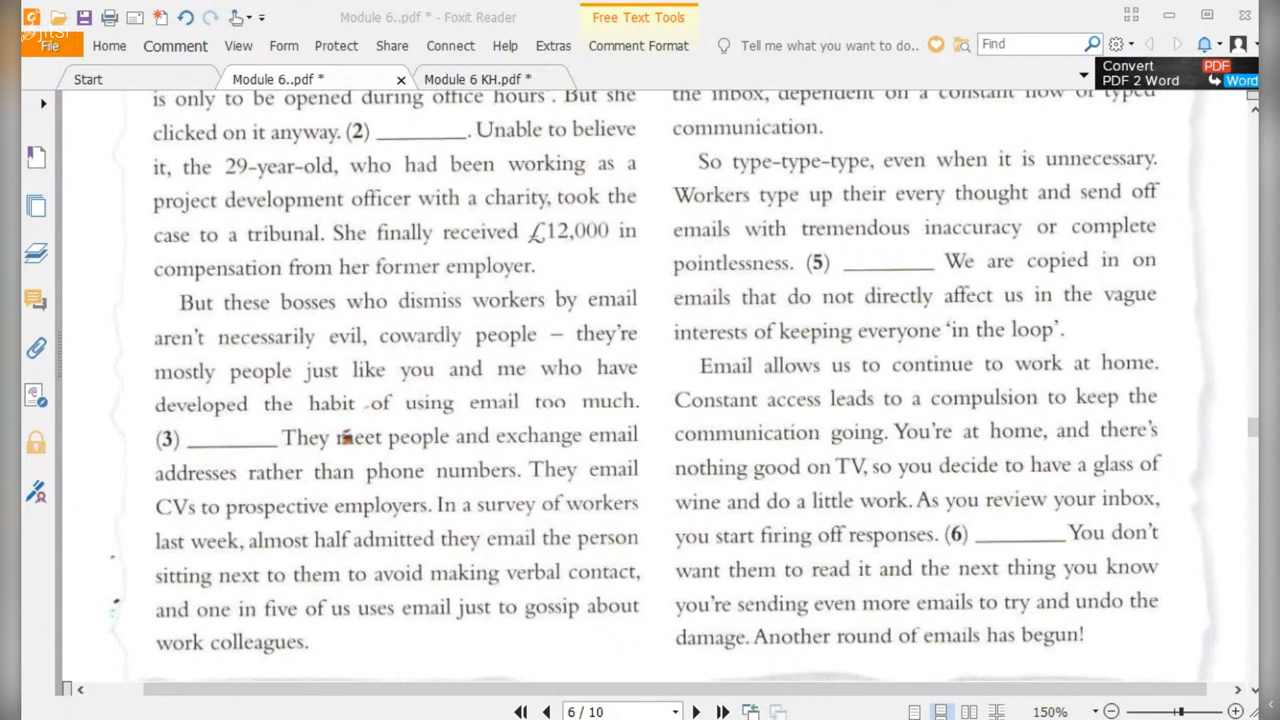 Module 6..pdf * - Foxit Reader
Free Text Tools
Jitsi
File
Home
Comment
View
Form
Protect
Share
Connect
Help
Extras
Comment Format
Tell me what you want to do..
Find
Start
Module 6..pdf *
Module 6 KH.pdf *
Convert
PDF 2 Word
PDF
Word
is only to be opened during office hours'. But she
clicked on it anyway. (2) ________. Unable to believe
it, the 29-year-old, who had been working as a
project development officer with a charity, took the
case to a tribunal. She finally received £12,000 in
compensation from her former employer.
But these bosses who dismiss workers by email
aren't necessarily evil, cowardly people – they're
mostly people just like you and me who have
developed the habit of using email too much.
(3) ________ They meet people and exchange email
addresses rather than phone numbers. They email
CVs to prospective employers. In a survey of workers
last week, almost half admitted they email the person
sitting next to them to avoid making verbal contact,
and one in five of us uses email just to gossip about
work colleagues.
the inbox, dependent on a constant flow of typed
communication.
So type-type-type, even when it is unnecessary.
Workers type up their every thought and send off
emails with tremendous inaccuracy or complete
pointlessness. (5) ________ We are copied in on
emails that do not directly affect us in the vague
interests of keeping everyone 'in the loop'.
Email allows us to continue to work at home.
Constant access leads to a compulsion to keep the
communication going. You're at home, and there's
nothing good on TV, so you decide to have a glass of
wine and do a little work. As you review your inbox,
you start firing off responses. (6) ________ You don't
want them to read it and the next thing you know
you're sending even more emails to try and undo the
damage. Another round of emails has begun!
6 / 10
150%